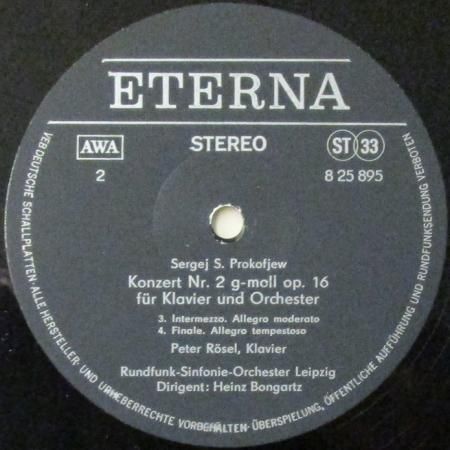 ETERNA
AWA
STEREO
ST 33
2
8 25 895
Sergej S. Prokofjew
Konzert Nr. 2 g-moll op. 16
für Klavier und Orchester
3. Intermezzo. Allegro moderato
4. Finale. Allegro tempestoso
Peter Rösel, Klavier
Rundfunk-Sinfonie-Orchester Leipzig
Dirigent: Heinz Bongartz
VEB DEUTSCHE SCHALLPLATTEN · ALLE HERSTELLER- UND URHEBERRECHTE VORBEHALTEN · ÜBERSPIELUNG, ÖFFENTLICHE AUFFÜHRUNG UND RUNDFUNKSENDUNG VERBOTEN